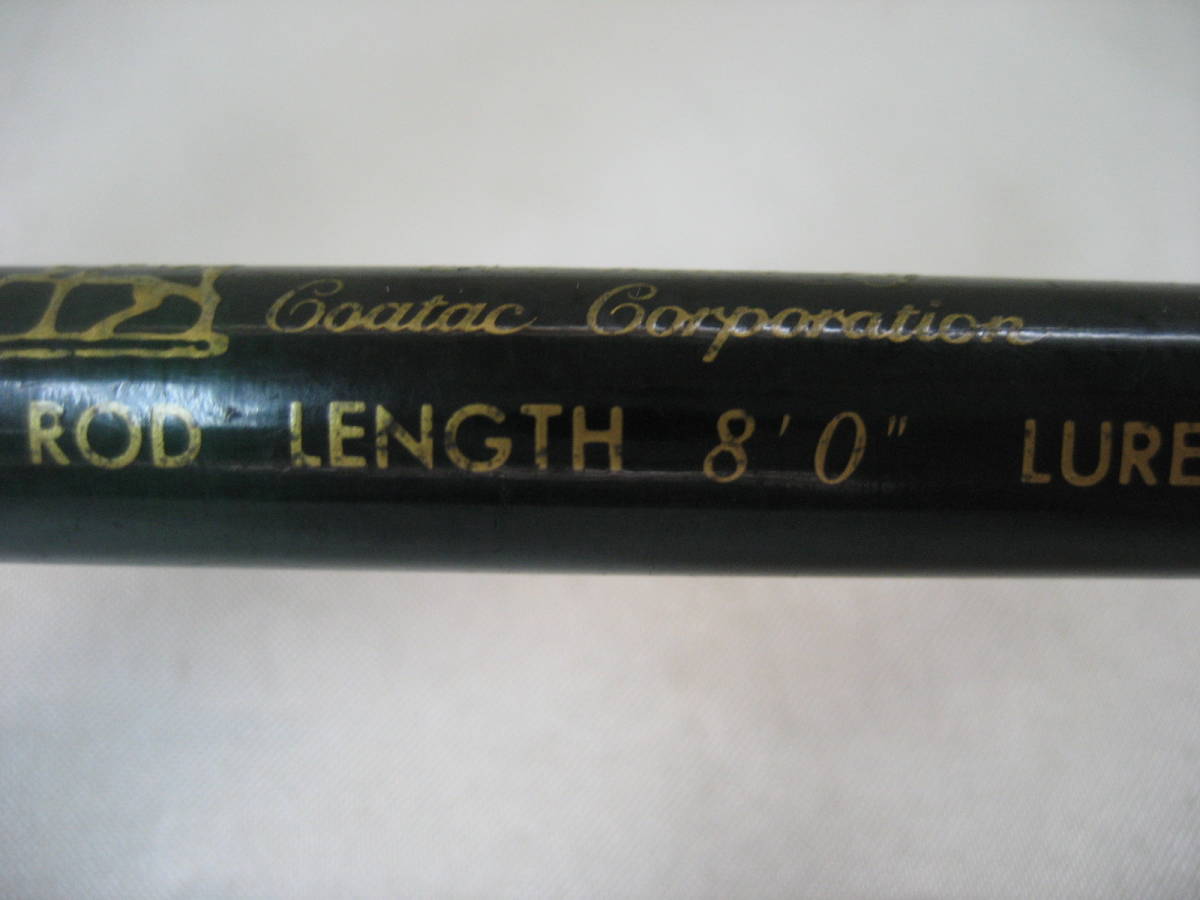 Coatac Corporation
ROD LENGTH 8'0" LURE